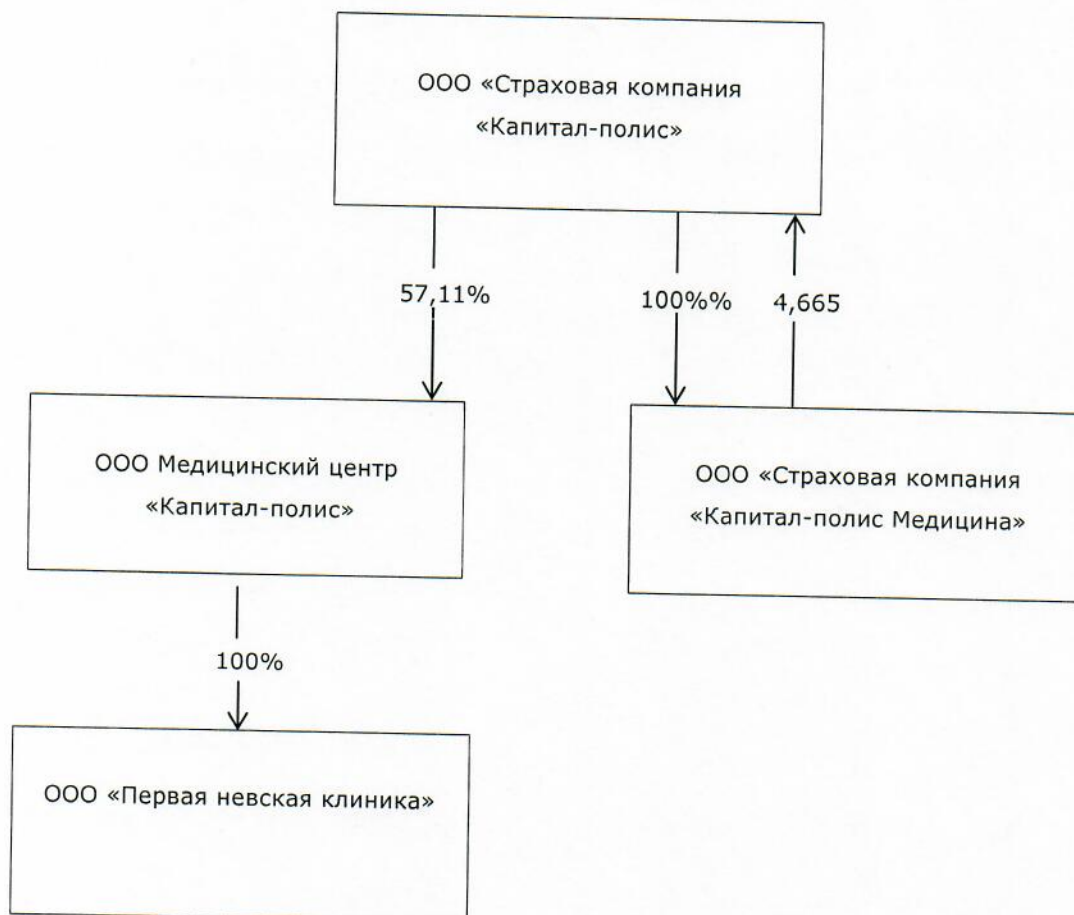 ООО «Страховая компания
«Капитал-полис»
57,11%
100%%
4,665
ООО Медицинский центр
«Капитал-полис»
ООО «Страховая компания
«Капитал-полис Медицина»
100%
ООО «Первая невская клиника»